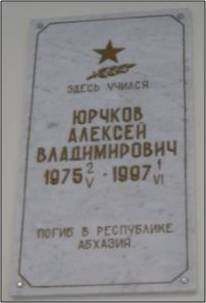 ЗДЕСЬ УЧИЛСЯ
ЮРЧКОВ
АЛЕКСЕЙ
ВЛАДИМИРОВИЧ
1975 2/V · 1997 1/VI
ПОГИБ В РЕСПУБЛИКЕ
АБХАЗИЯ.